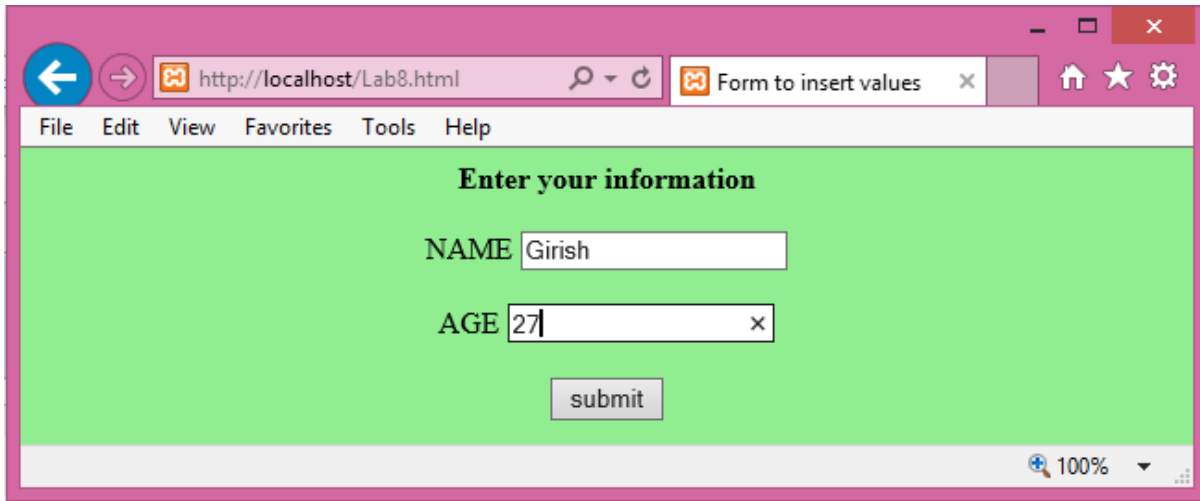 http://localhost/Lab8.html
Form to insert values
File Edit View Favorites Tools Help
Enter your information
NAME Girish
AGE 27
submit
100%